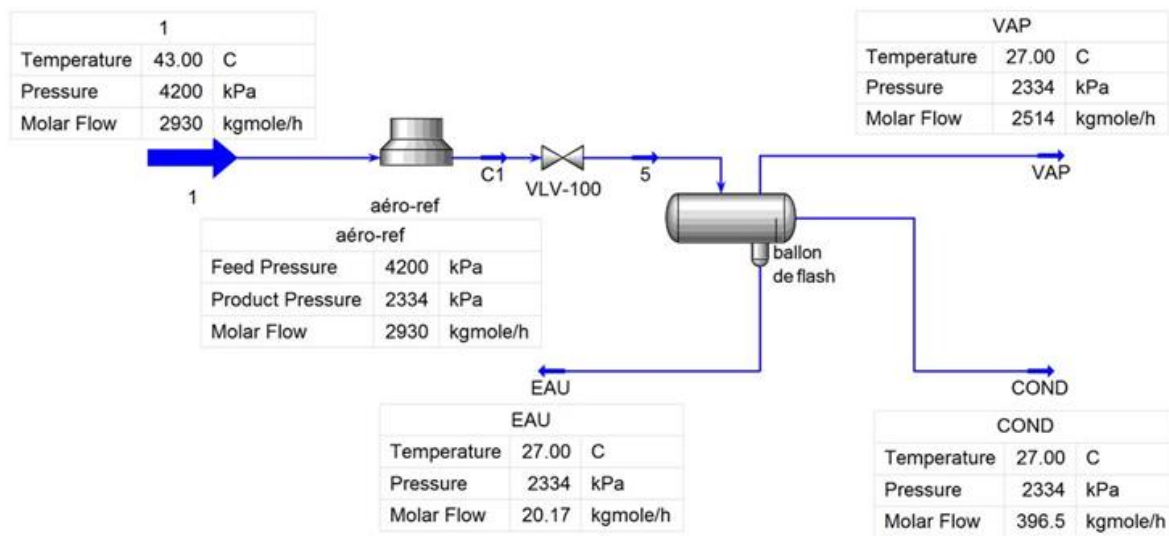 1
Temperature 43.00 C
Pressure 4200 kPa
Molar Flow 2930 kgmole/h
VAP
Temperature 27.00 C
Pressure 2334 kPa
Molar Flow 2514 kgmole/h
1
aéro-ref
C1
VLV-100
5
VAP
aéro-ref
Feed Pressure 4200 kPa
Product Pressure 2334 kPa
Molar Flow 2930 kgmole/h
ballon
de flash
EAU
COND
EAU
Temperature 27.00 C
Pressure 2334 kPa
Molar Flow 20.17 kgmole/h
COND
Temperature 27.00 C
Pressure 2334 kPa
Molar Flow 396.5 kgmole/h